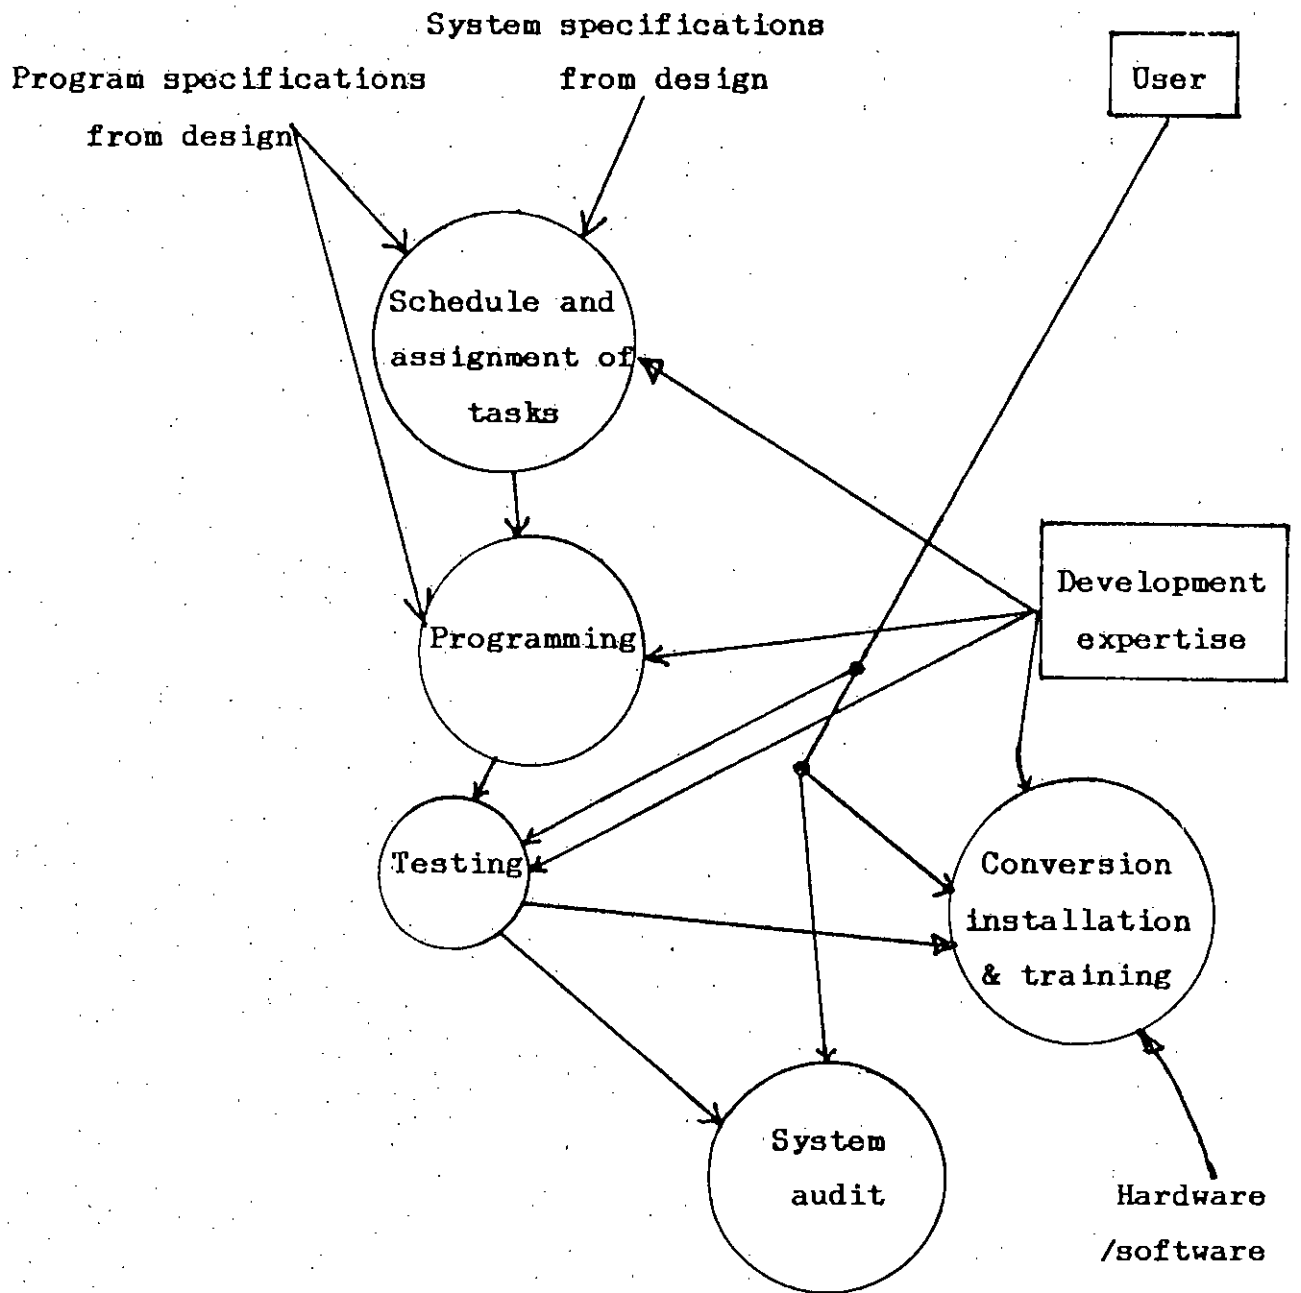 System specifications
from design
Program specifications
from design
User
Schedule and
assignment of
tasks
Development
expertise
Programming
Testing
Conversion
installation
& training
System
audit
Hardware
/software